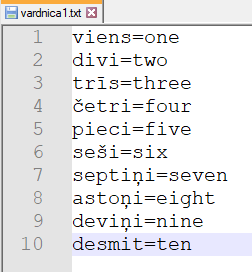 vardnica1.txt
1 viens=one
2 divi=two
3 trīs=three
4 četri=four
5 pieci=five
6 seši=six
7 septiņi=seven
8 astoņi=eight
9 deviņi=nine
10 desmit=ten